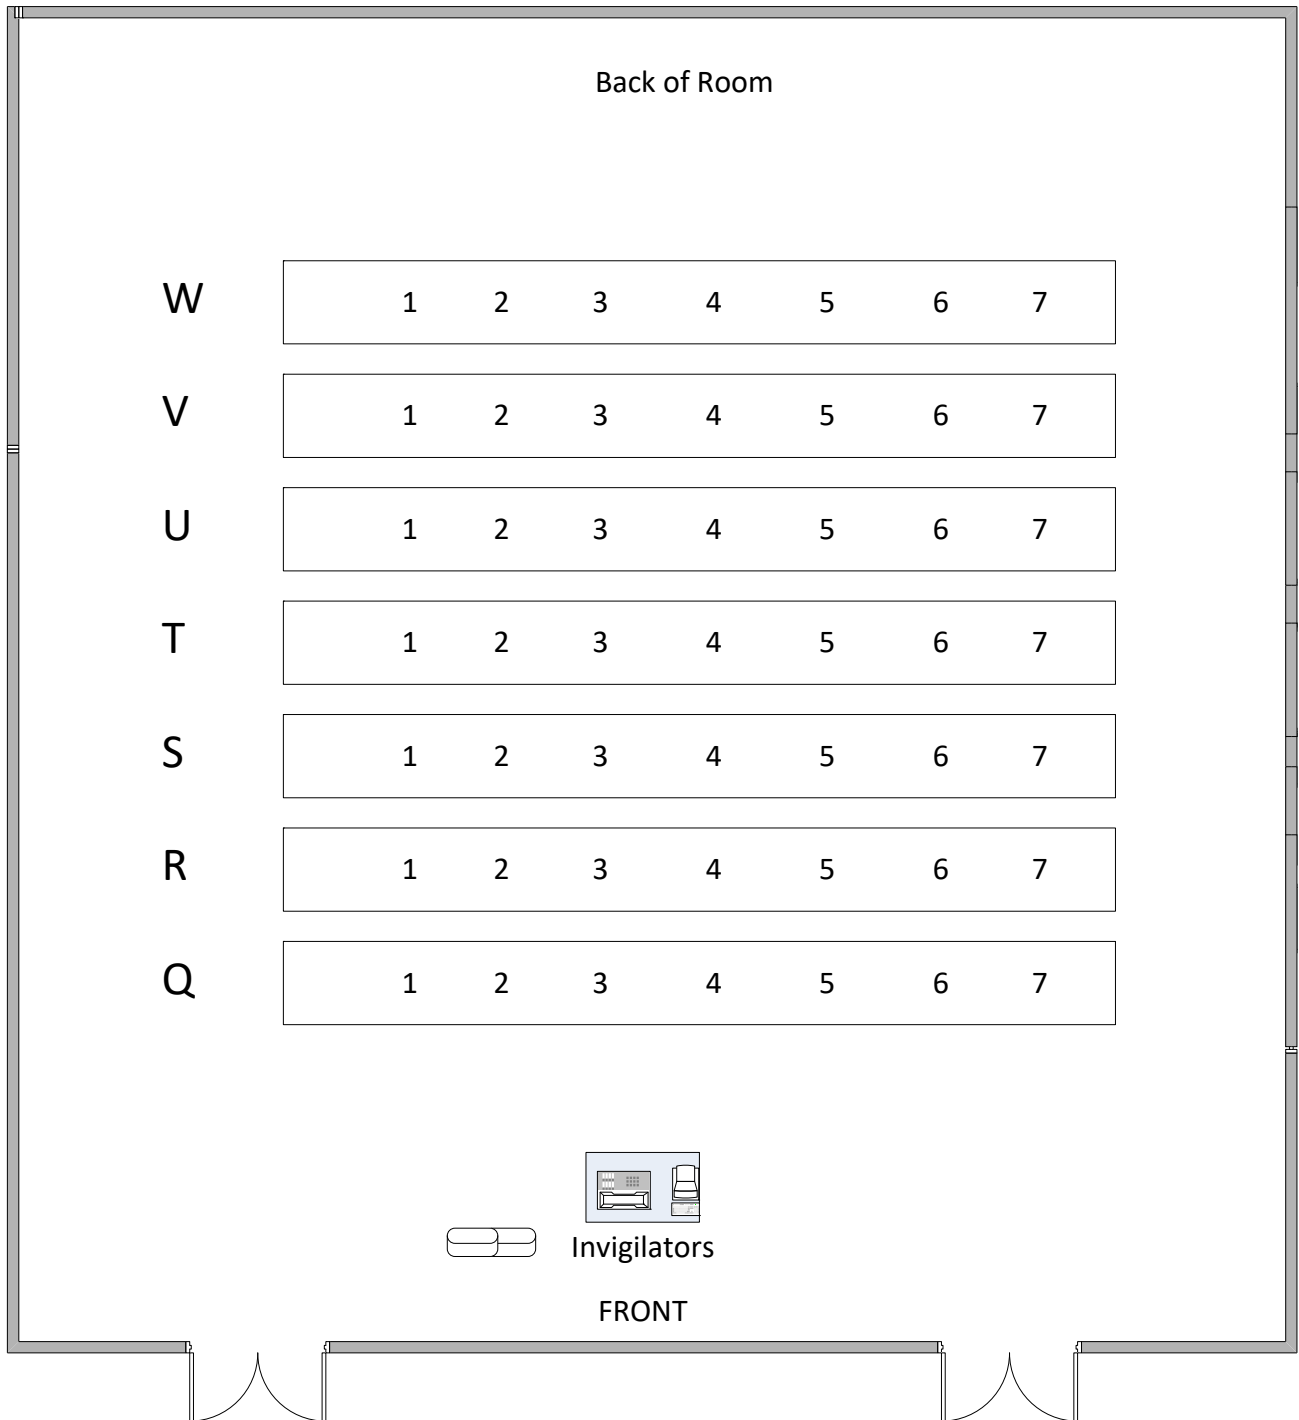 Back of Room
W 1 2 3 4 5 6 7
V 1 2 3 4 5 6 7
U 1 2 3 4 5 6 7
T 1 2 3 4 5 6 7
S 1 2 3 4 5 6 7
R 1 2 3 4 5 6 7
Q 1 2 3 4 5 6 7
Invigilators
FRONT